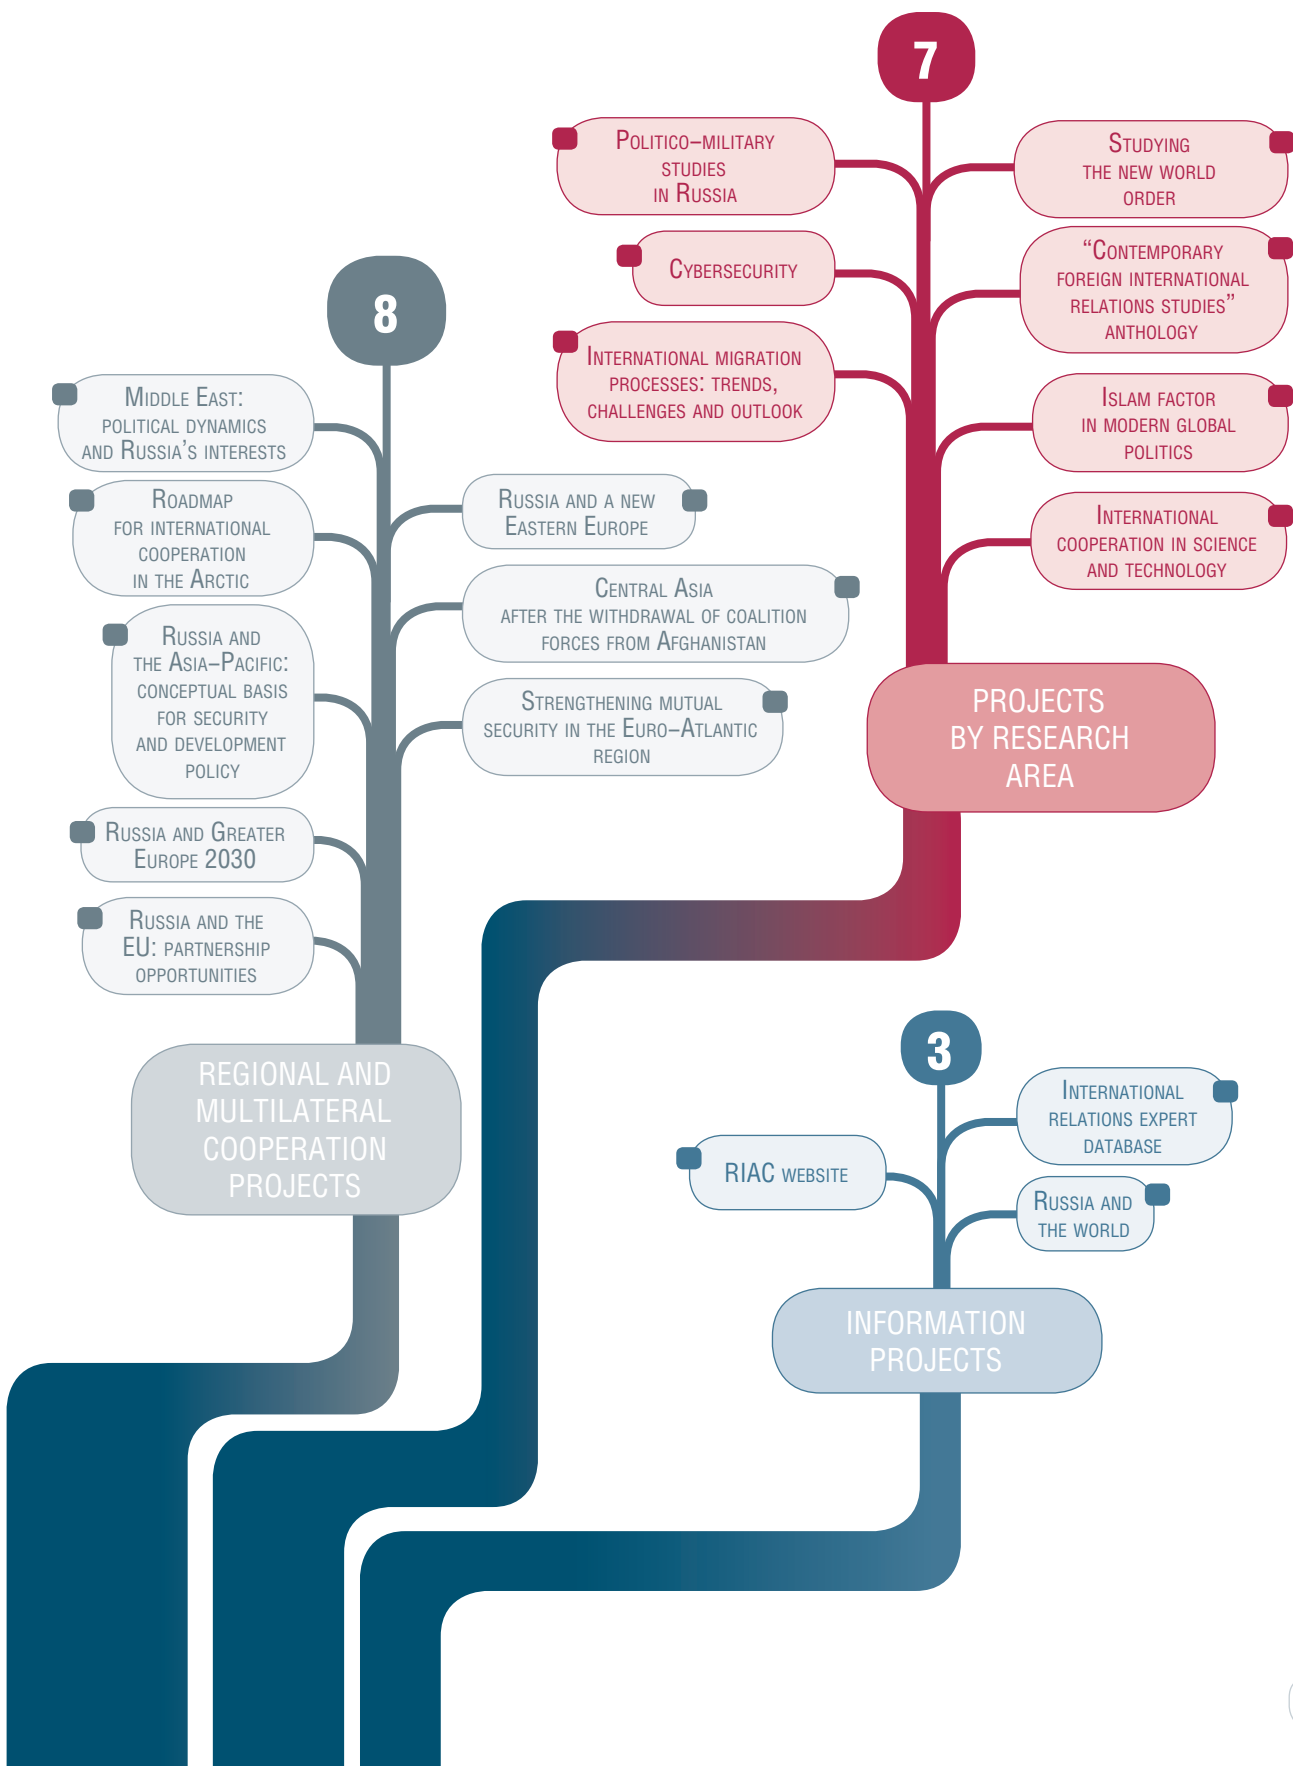 7
Politico–military
studies
in Russia
Cybersecurity
International migration
processes: trends,
challenges and outlook
Studying
the new world
order
“Contemporary
foreign international
relations studies”
anthology
Islam factor
in modern global
politics
International
cooperation in science
and technology
PROJECTS
BY RESEARCH
AREA
8
Middle East:
political dynamics
and Russia’s interests
Roadmap
for international
cooperation
in the Arctic
Russia and
the Asia–Pacific:
conceptual basis
for security
and development
policy
Russia and Greater
Europe 2030
Russia and the
EU: partnership
opportunities
Russia and a new
Eastern Europe
Central Asia
after the withdrawal of coalition
forces from Afghanistan
Strengthening mutual
security in the Euro–Atlantic
region
REGIONAL AND
MULTILATERAL
COOPERATION
PROJECTS
3
RIAC website
International
relations expert
database
Russia and
the world
INFORMATION
PROJECTS